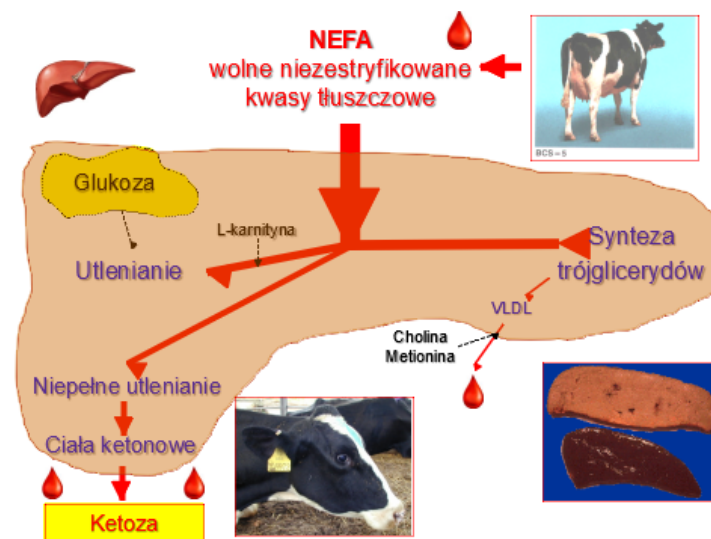 NEFA
wolne niezestryfikowane
kwasy tłuszczowe
BCS = 5
Glukoza
L-karnityna
Utlenianie
Synteza
trójglicerydów
VLDL
Cholina
Metionina
Niepełne utlenianie
Ciała ketonowe
Ketoza